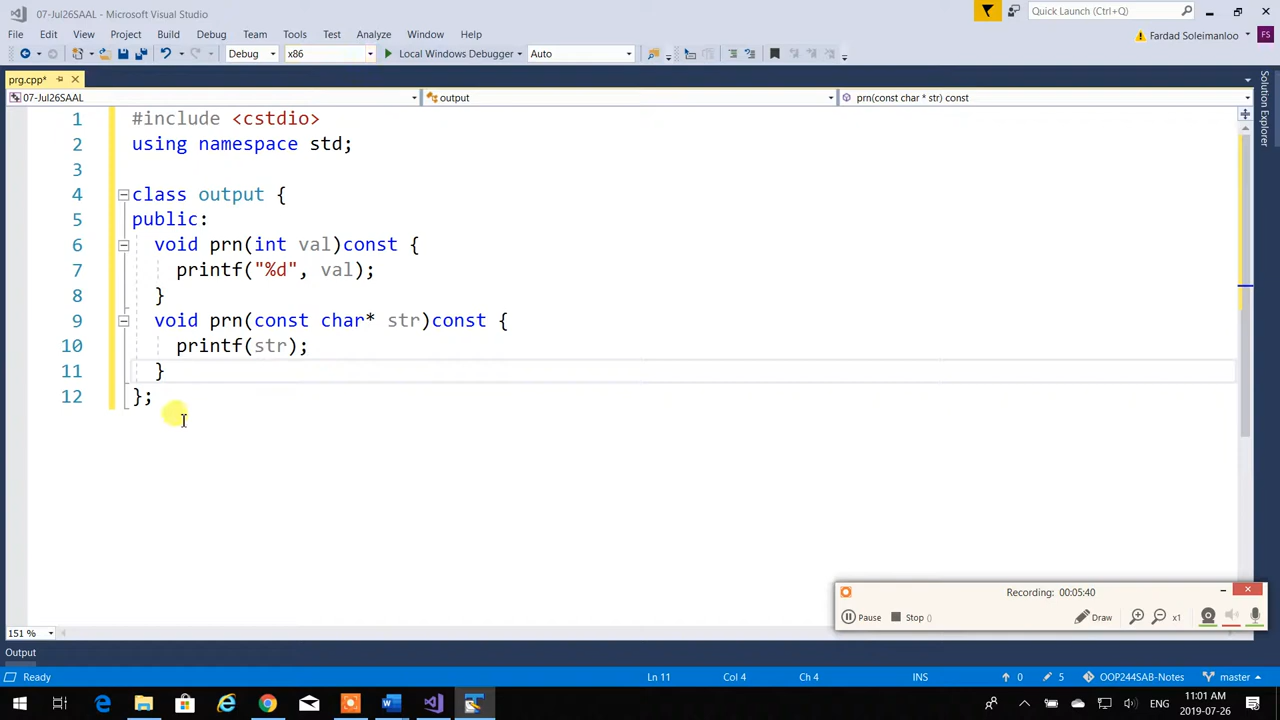 07-Jul26SAAL - Microsoft Visual Studio
Quick Launch (Ctrl+Q)
File Edit View Project Build Debug Team Tools Test Analyze Window Help
Fardad Soleimanloo FS
Debug x86 Local Windows Debugger Auto
prg.cpp*
07-Jul26SAAL output prn(const char * str) const
Solution Explorer
1 #include <cstdio>
2 using namespace std;
3
4 class output {
5 public:
6 void prn(int val)const {
7 printf("%d", val);
8 }
9 void prn(const char* str)const {
10 printf(str);
11 }
12 };
Recording: 00:05:40
Pause Stop () Draw x1
151 %
Output
Ready Ln 11 Col 4 Ch 4 INS 0 5 OOP244SAB-Notes master
ENG
11:01 AM
2019-07-26